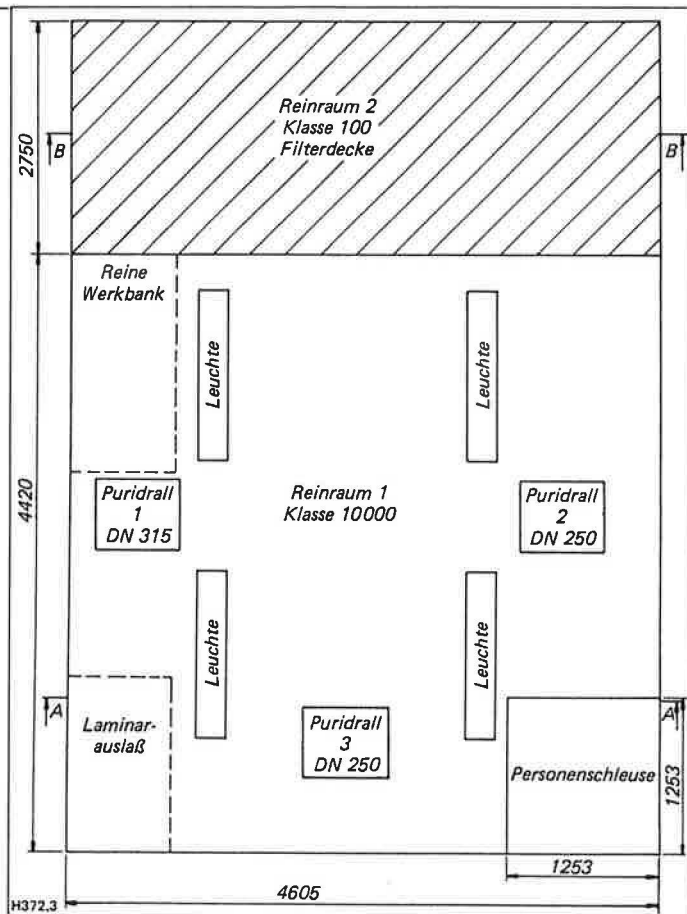 Reinraum 2
Klasse 100
Filterdecke
2750
B
B
Reine
Werkbank
Leuchte
Leuchte
4420
Puridrall
1
DN 315
Reinraum 1
Klasse 10000
Puridrall
2
DN 250
Leuchte
Leuchte
A
A
Laminar-
auslaß
Puridrall
3
DN 250
Personenschleuse
1253
1253
4605
H372,3